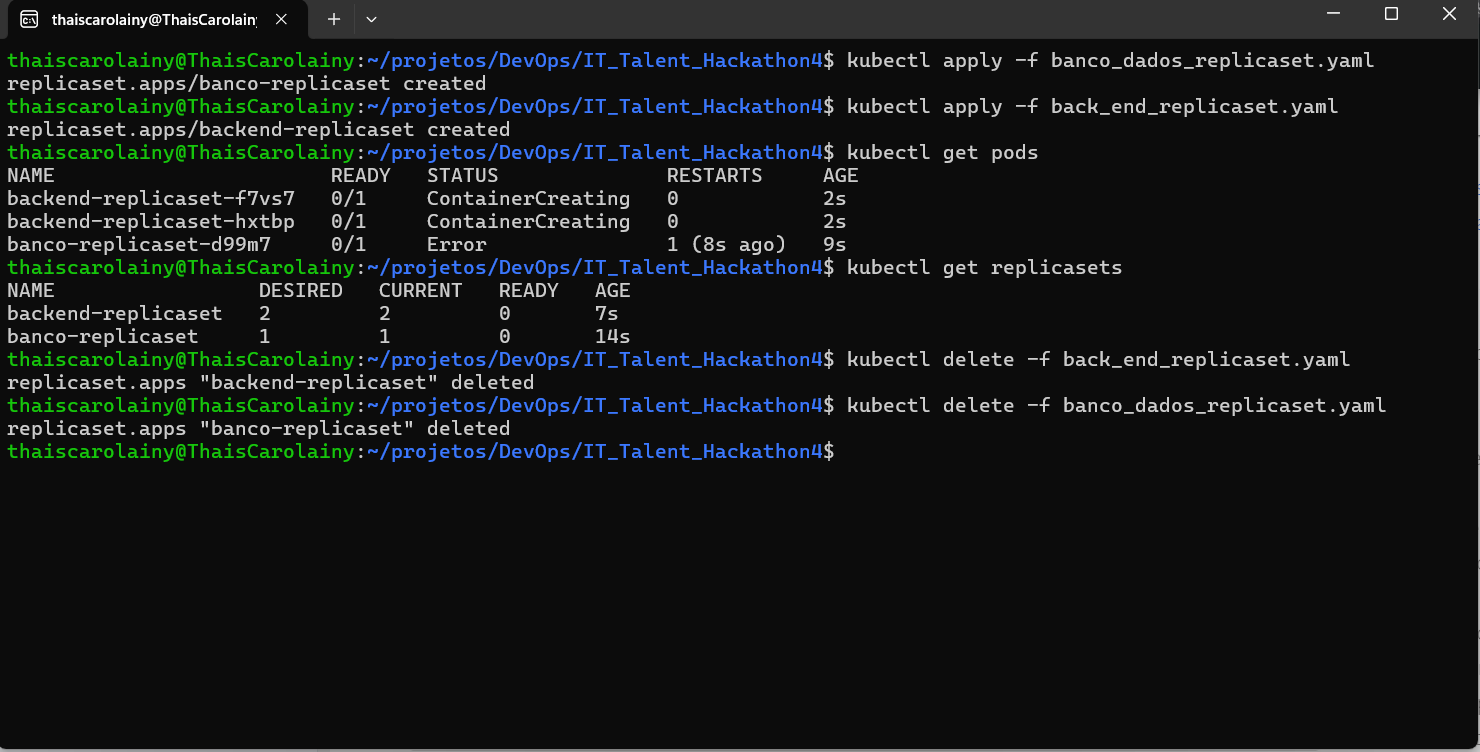 thaiscarolainy@ThaisCarolainy
thaiscarolainy@ThaisCarolainy:~/projetos/DevOps/IT_Talent_Hackathon4$ kubectl apply -f banco_dados_replicaset.yaml
replicaset.apps/banco-replicaset created
thaiscarolainy@ThaisCarolainy:~/projetos/DevOps/IT_Talent_Hackathon4$ kubectl apply -f back_end_replicaset.yaml
replicaset.apps/backend-replicaset created
thaiscarolainy@ThaisCarolainy:~/projetos/DevOps/IT_Talent_Hackathon4$ kubectl get pods
NAME READY STATUS RESTARTS AGE
backend-replicaset-f7vs7 0/1 ContainerCreating 0 2s
backend-replicaset-hxtbp 0/1 ContainerCreating 0 2s
banco-replicaset-d99m7 0/1 Error 1 (8s ago) 9s
thaiscarolainy@ThaisCarolainy:~/projetos/DevOps/IT_Talent_Hackathon4$ kubectl get replicasets
NAME DESIRED CURRENT READY AGE
backend-replicaset 2 2 0 7s
banco-replicaset 1 1 0 14s
thaiscarolainy@ThaisCarolainy:~/projetos/DevOps/IT_Talent_Hackathon4$ kubectl delete -f back_end_replicaset.yaml
replicaset.apps "backend-replicaset" deleted
thaiscarolainy@ThaisCarolainy:~/projetos/DevOps/IT_Talent_Hackathon4$ kubectl delete -f banco_dados_replicaset.yaml
replicaset.apps "banco-replicaset" deleted
thaiscarolainy@ThaisCarolainy:~/projetos/DevOps/IT_Talent_Hackathon4$